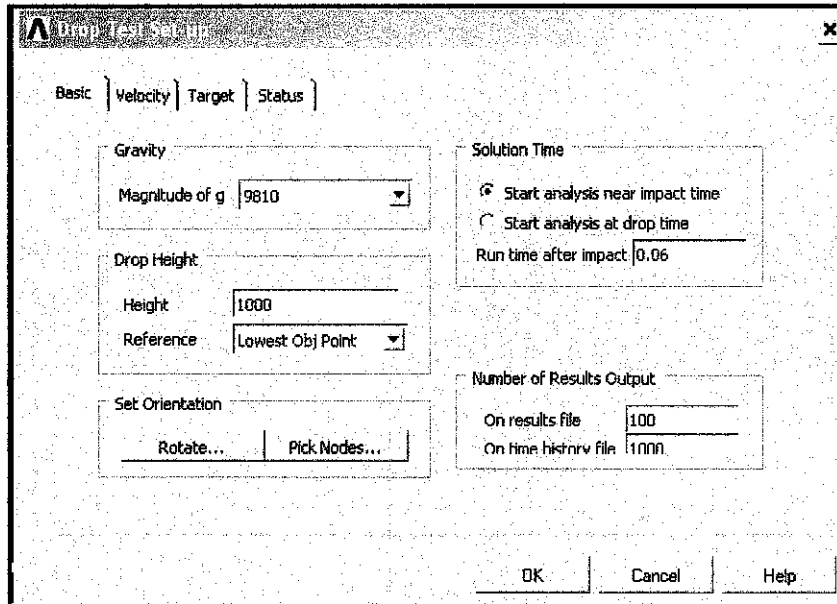 Drop Test Set-up
Basic Velocity Target Status
Gravity
Magnitude of g 9810
Drop Height
Height 1000
Reference Lowest Obj Point
Set Orientation
Rotate... Pick Nodes...
Solution Time
Start analysis near impact time
Start analysis at drop time
Run time after impact 0.06
Number of Results Output
On results file 100
On time history file 1000
OK Cancel Help